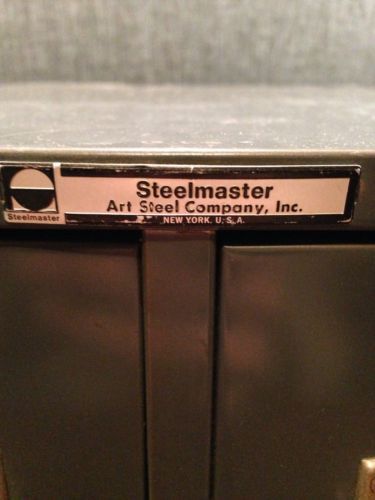 Steelmaster
Steelmaster
Art Steel Company, Inc.
NEW YORK, U.S.A.